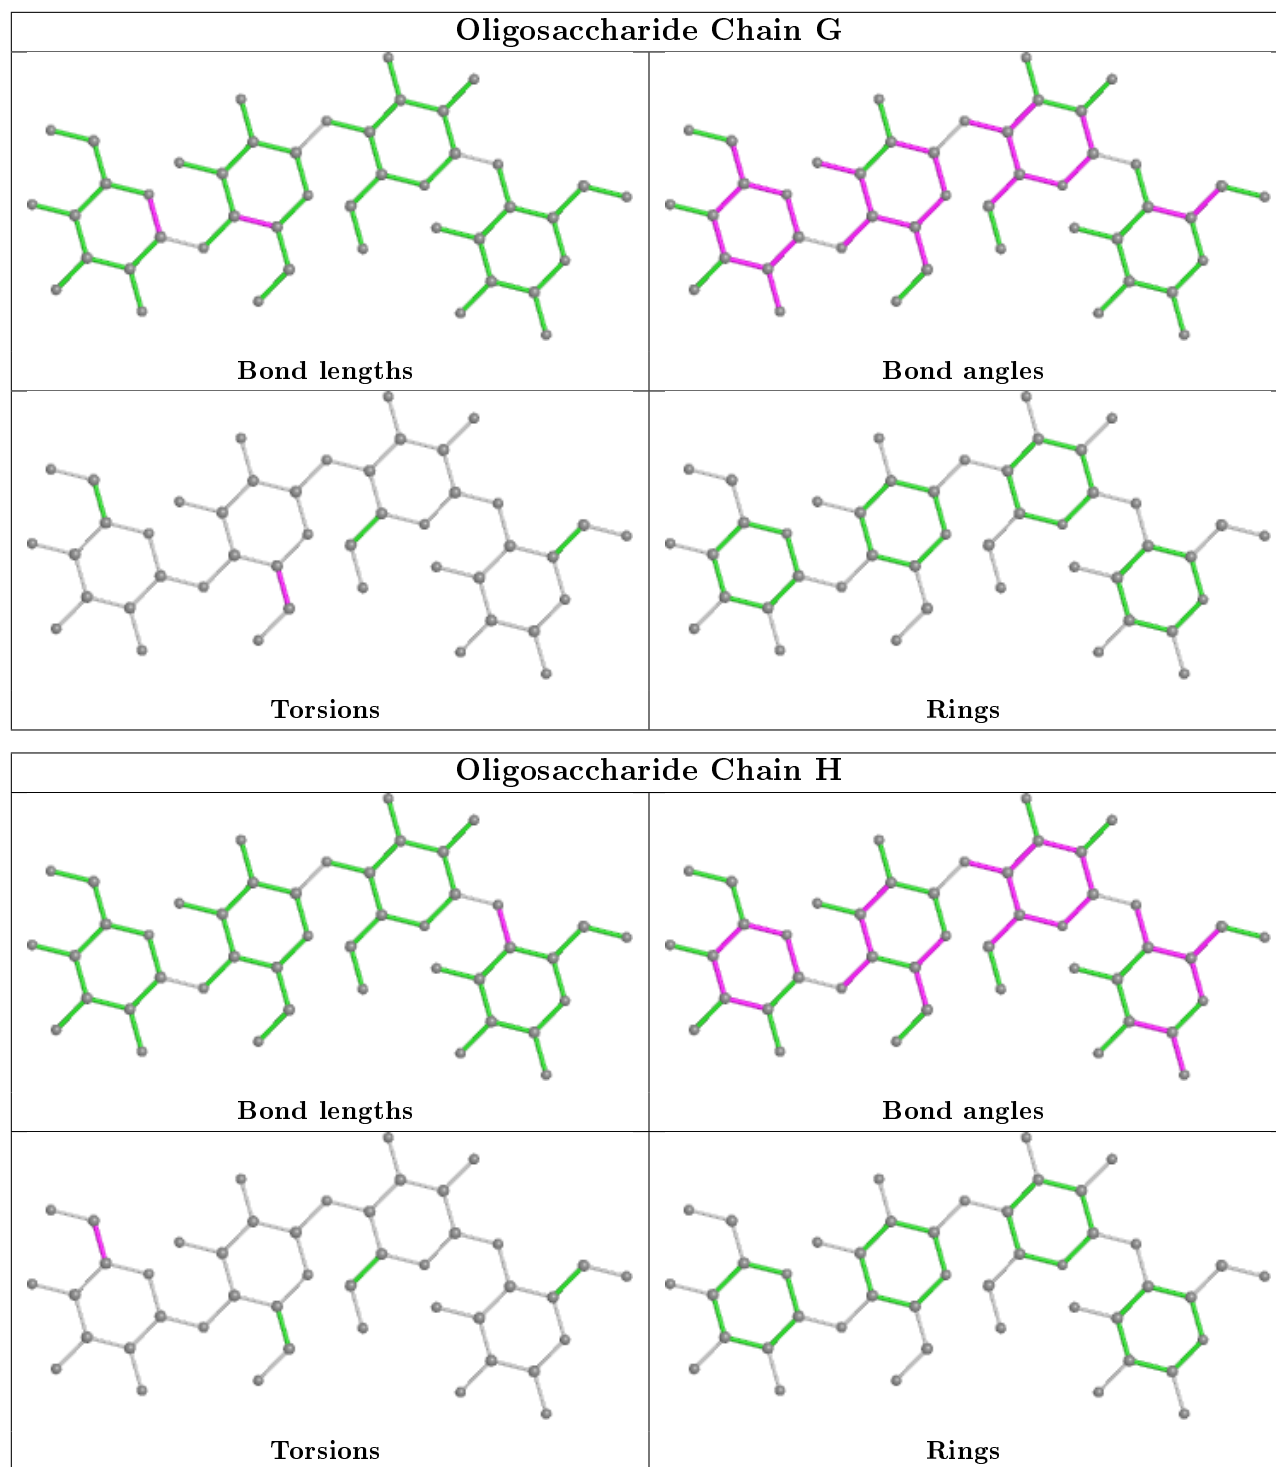 Oligosaccharide Chain G
Bond lengths
Bond angles
Torsions
Rings
Oligosaccharide Chain H
Bond lengths
Bond angles
Torsions
Rings